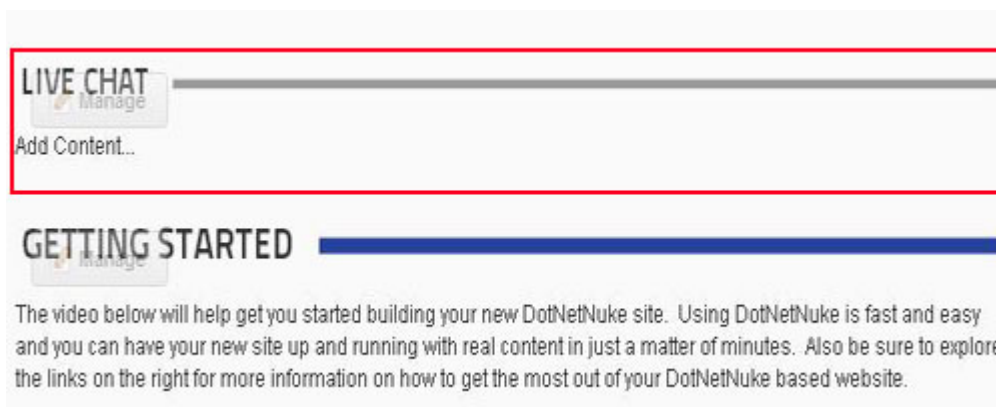 LIVE CHAT
Manage
Add Content...
GETTING STARTED
Manage
The video below will help get you started building your new DotNetNuke site. Using DotNetNuke is fast and easy
and you can have your new site up and running with real content in just a matter of minutes. Also be sure to explore
the links on the right for more information on how to get the most out of your DotNetNuke based website.